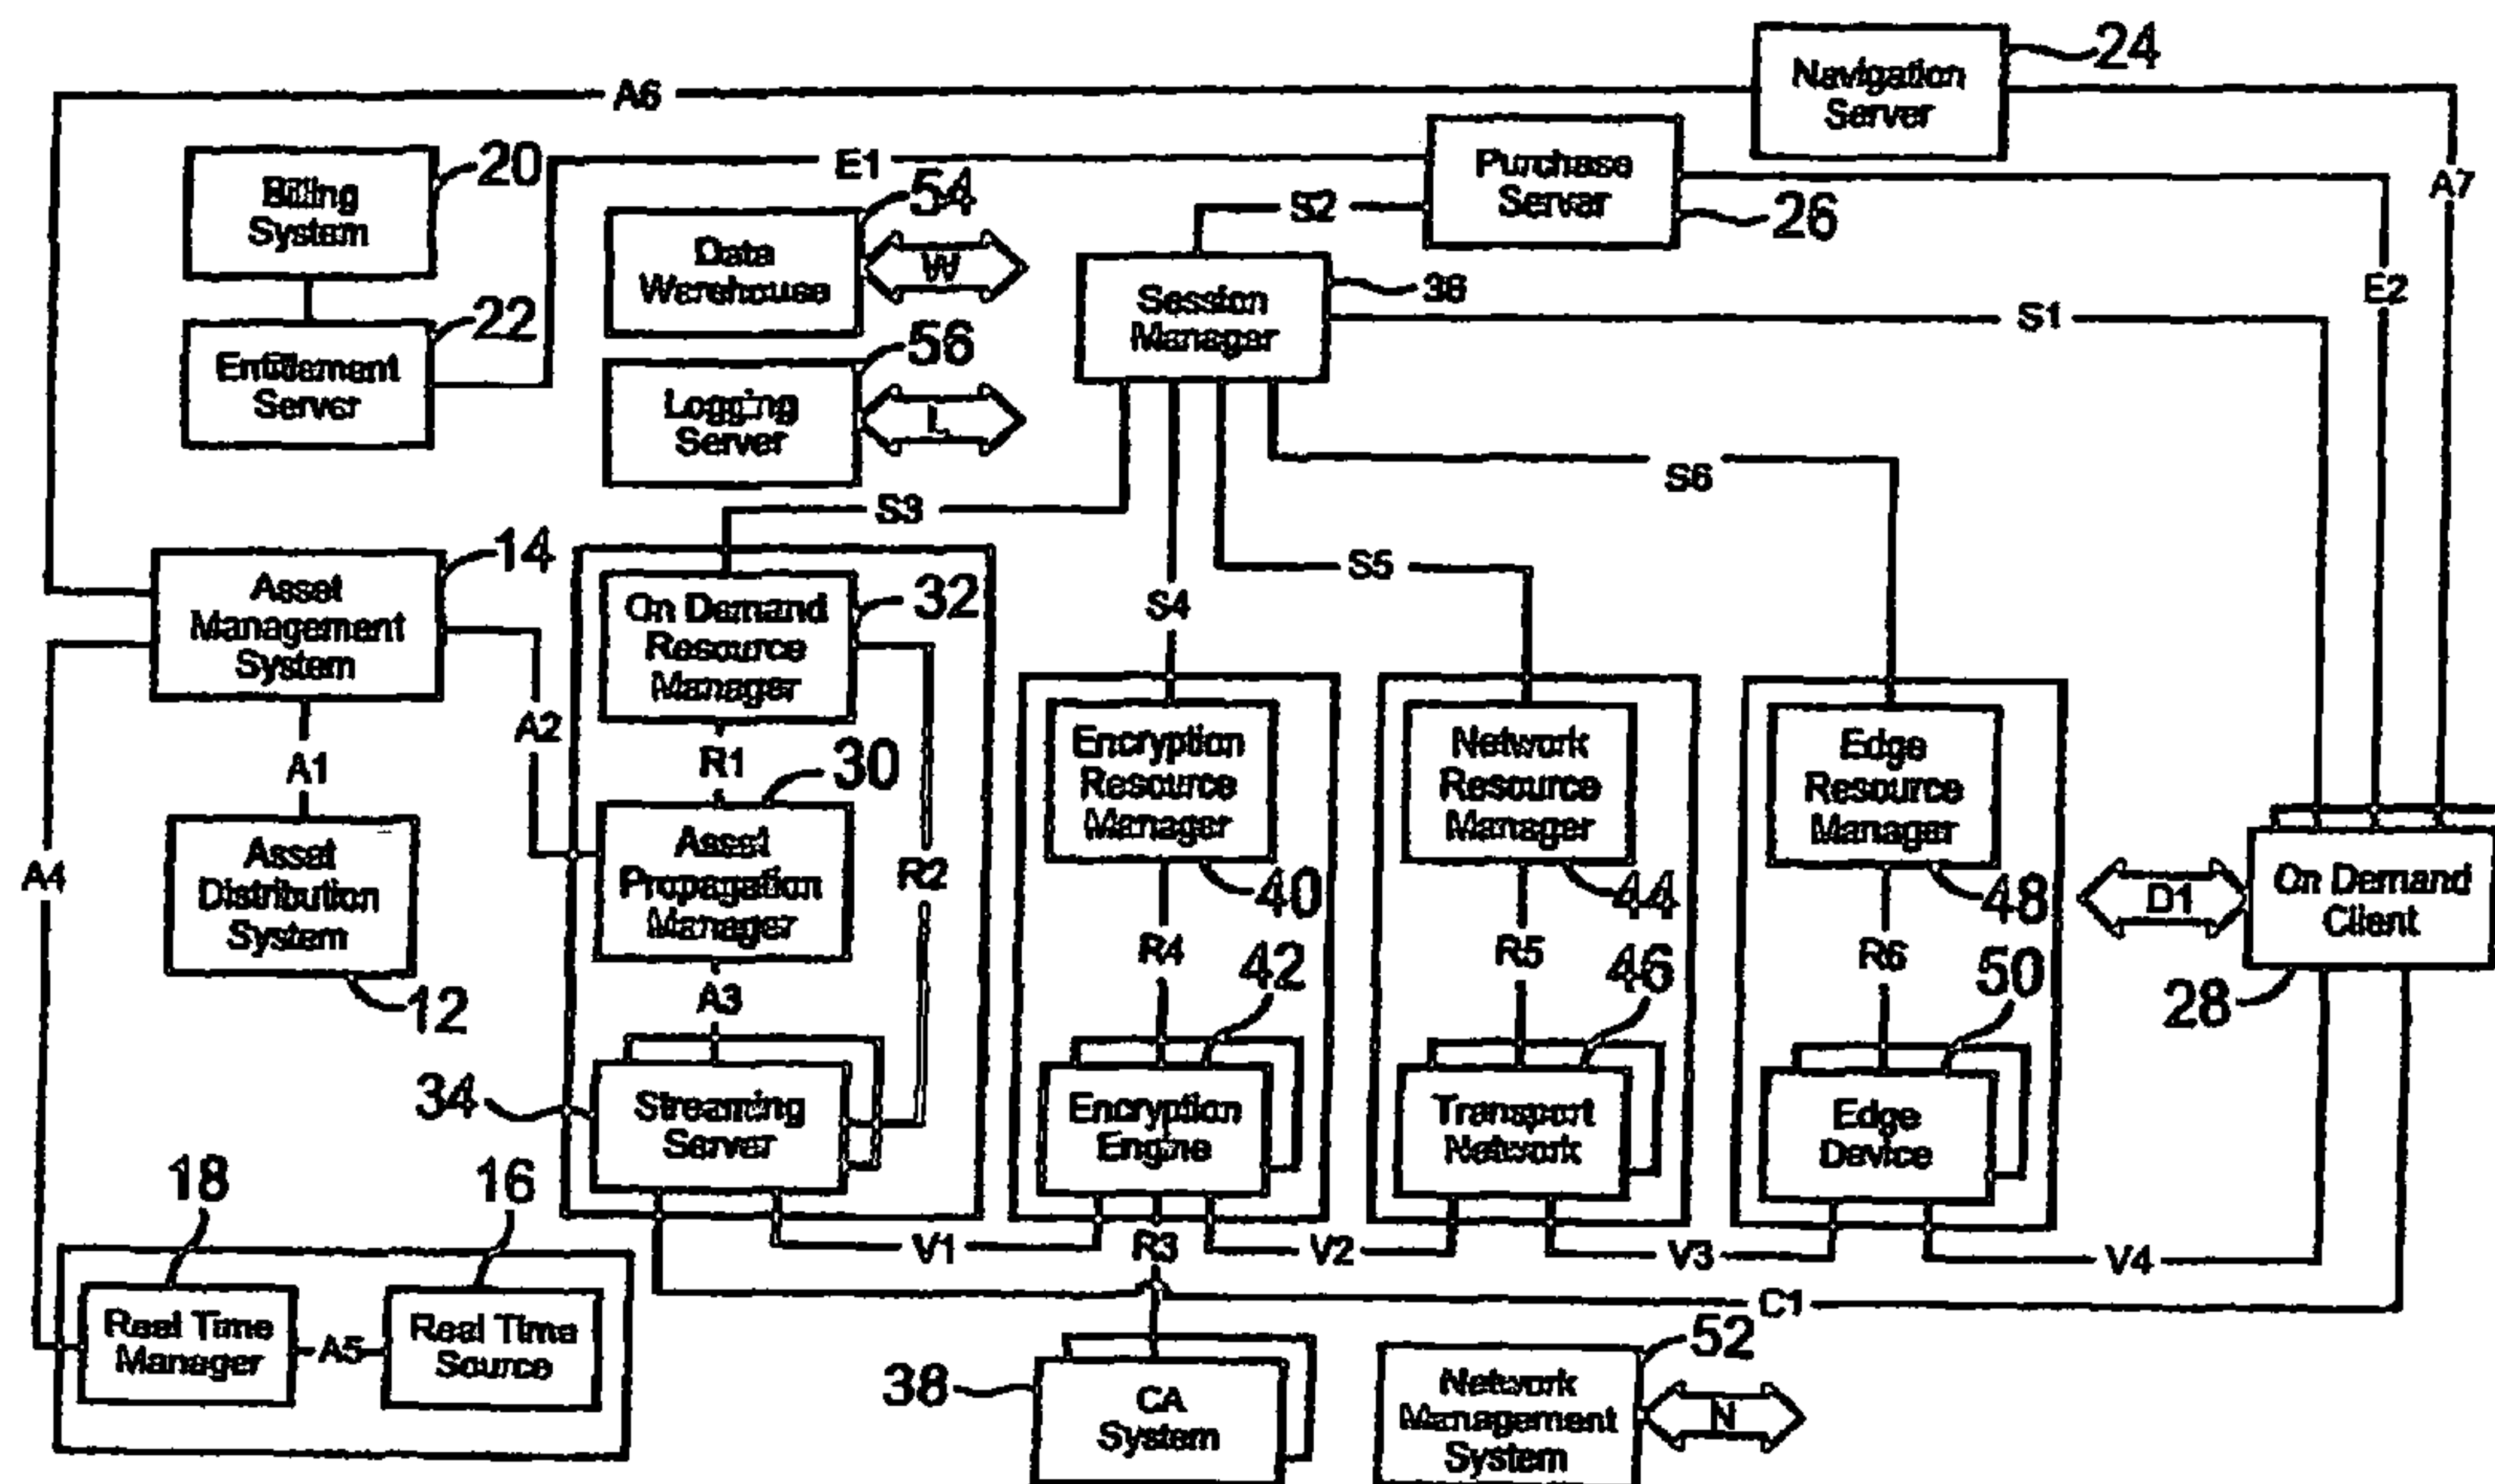 24
Navigation
Server
A6
20
Billing
System
E1
Purchase
Server
26
A7
54
Data
Warehouse
W
S2
Session
Manager
36
E2
S1
22
Entitlement
Server
56
Logging
Server
L
S3
S6
14
Asset
Management
System
32
On Demand
Resource
Manager
S4
S5
A2
A1
R1
30
Encryption
Resource
Manager
40
Network
Resource
Manager
44
Edge
Resource
Manager
48
A4
Asset
Distribution
System
12
Asset
Propagation
Manager
R2
D1
On Demand
Client
28
A3
R4
42
R5
46
R6
50
34
Streaming
Server
Encryption
Engine
Transport
Network
Edge
Device
18
16
V1
R3
V2
V3
V4
C1
Real Time
Manager
A5
Real Time
Source
38
CA
System
52
Network
Management
System
N